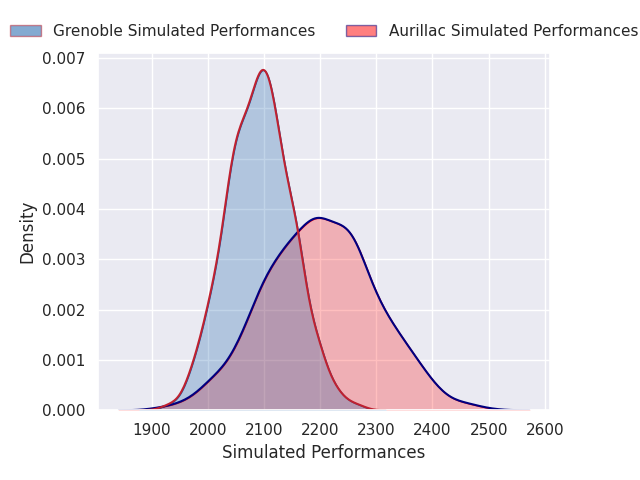 Grenoble Simulated Performances Aurillac Simulated Performances
0.007
0.006
0.005
0.004
0.003
0.002
0.001
0.000
Density
1900 2000 2100 2200 2300 2400 2500 2600
Simulated Performances